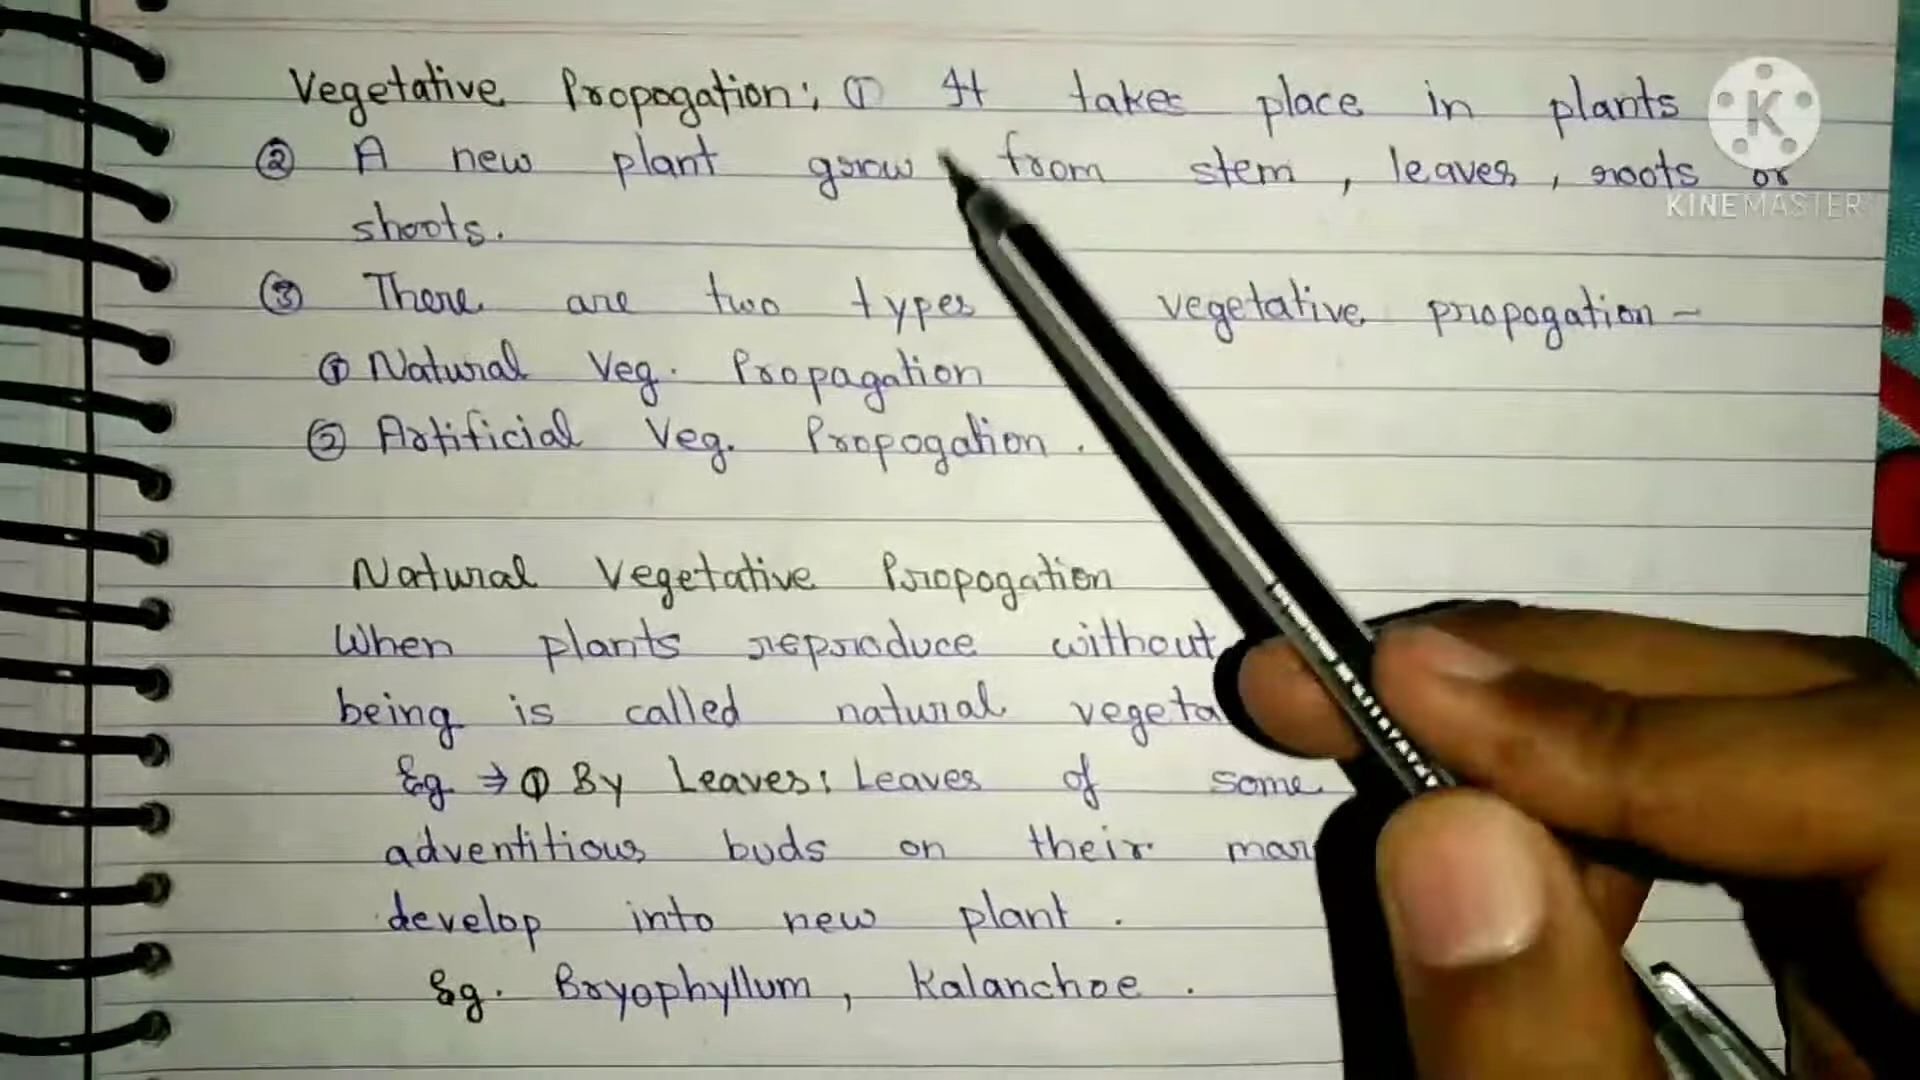 Vegetative Propogation: ① It takes place in plants
② A new plant grow from stem, leaves, roots or
shoots.
③ There are two types vegetative propogation -
① Natural Veg. Propagation
② Artificial Veg. Propogation.
Natural Vegetative Propogation
When plants reproduce without
being is called natural
Eg ⇒ ① By Leaves: Leaves of some
adventitious buds on their
develop into new plant.
Eg. Bryophyllum, Kalanchoe.
K
KINEMASTER